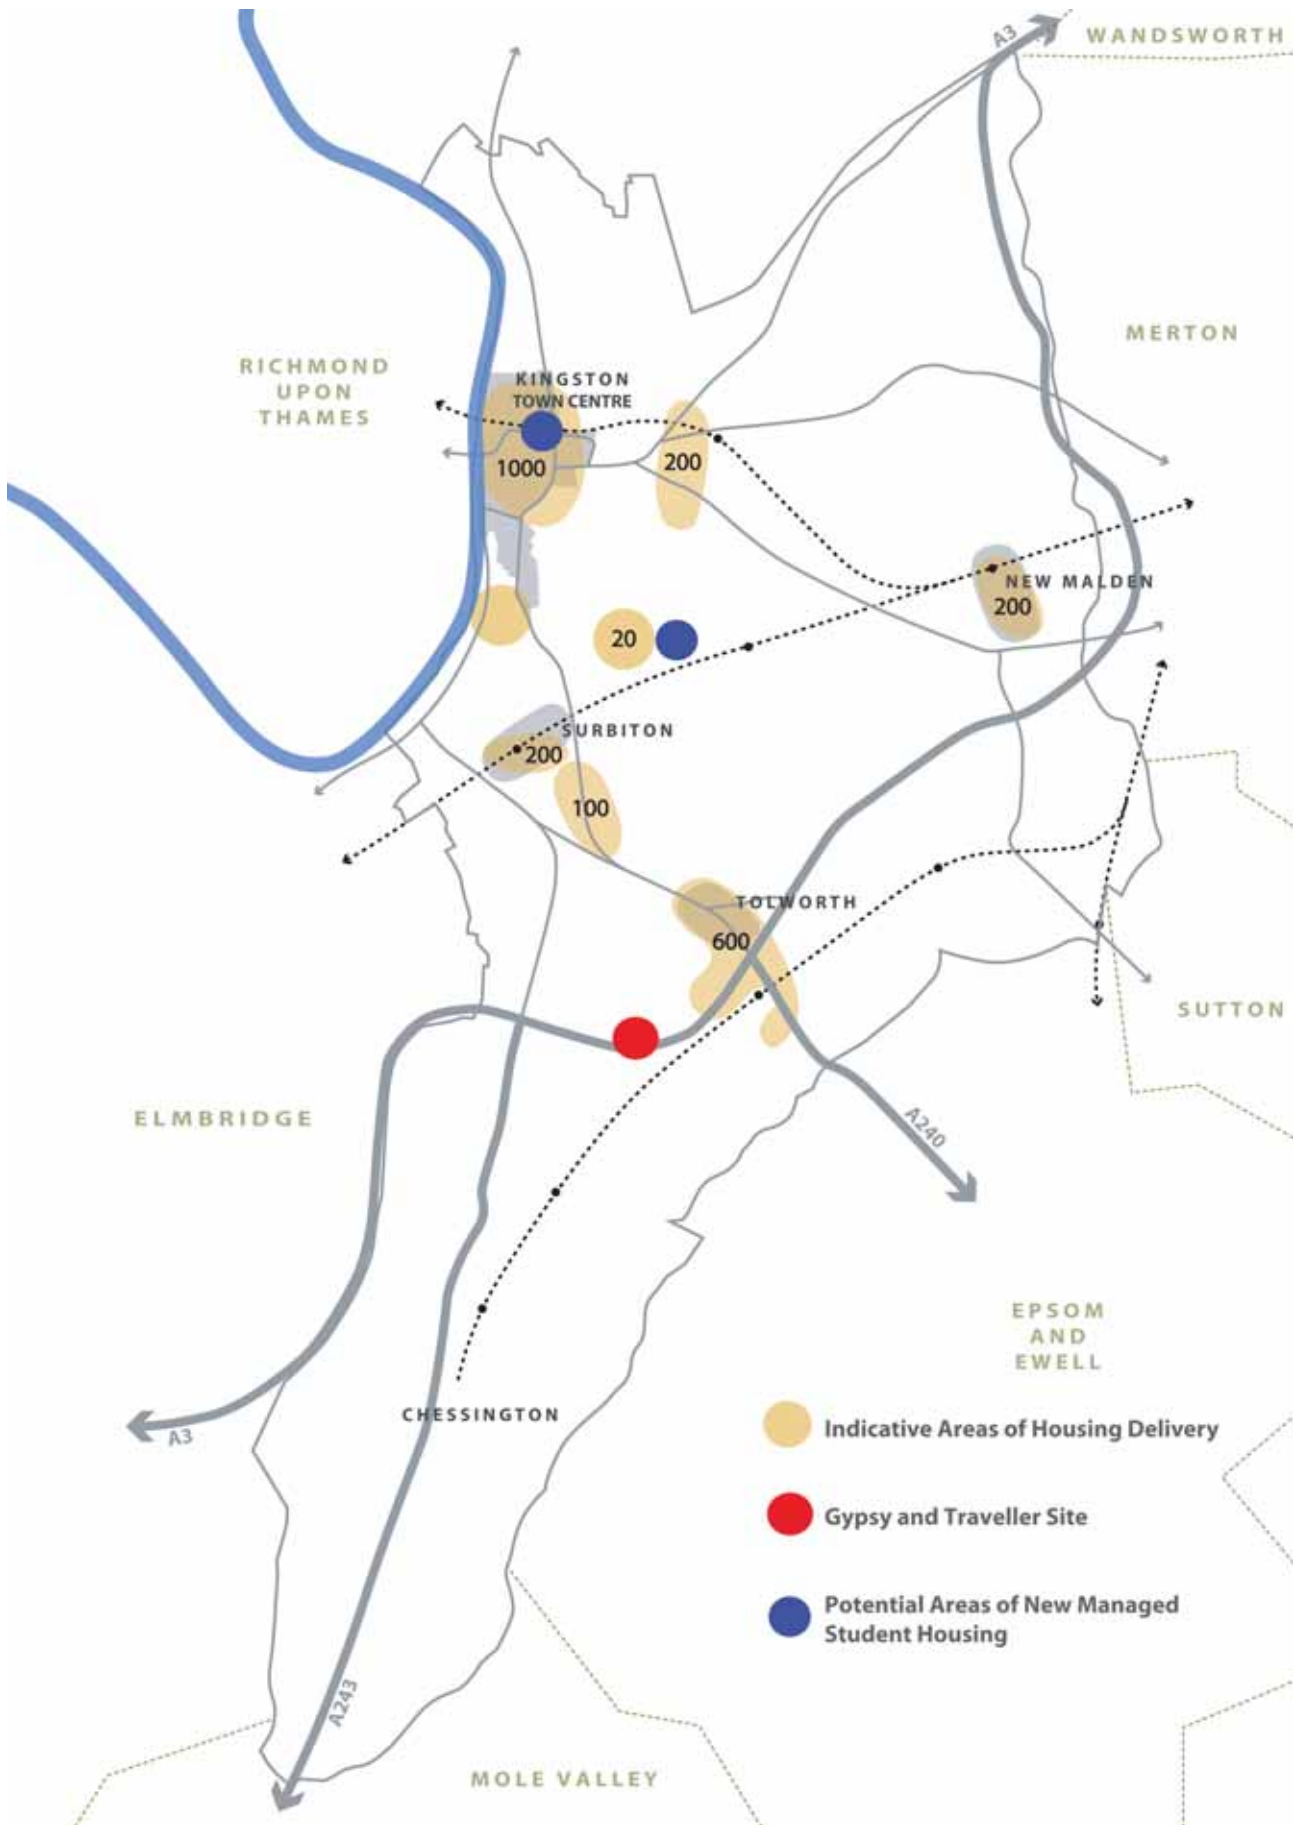 A3
WANDSWORTH
MERTON
RICHMOND
UPON
THAMES
KINGSTON
TOWN CENTRE
1000
200
NEW MALDEN
200
20
SURBITON
200
100
TOLWORTH
600
SUTTON
ELMBRIDGE
A240
EPSOM
AND
EWELL
CHESSINGTON
A3
Indicative Areas of Housing Delivery
Gypsy and Traveller Site
Potential Areas of New Managed
Student Housing
A243
MOLE VALLEY